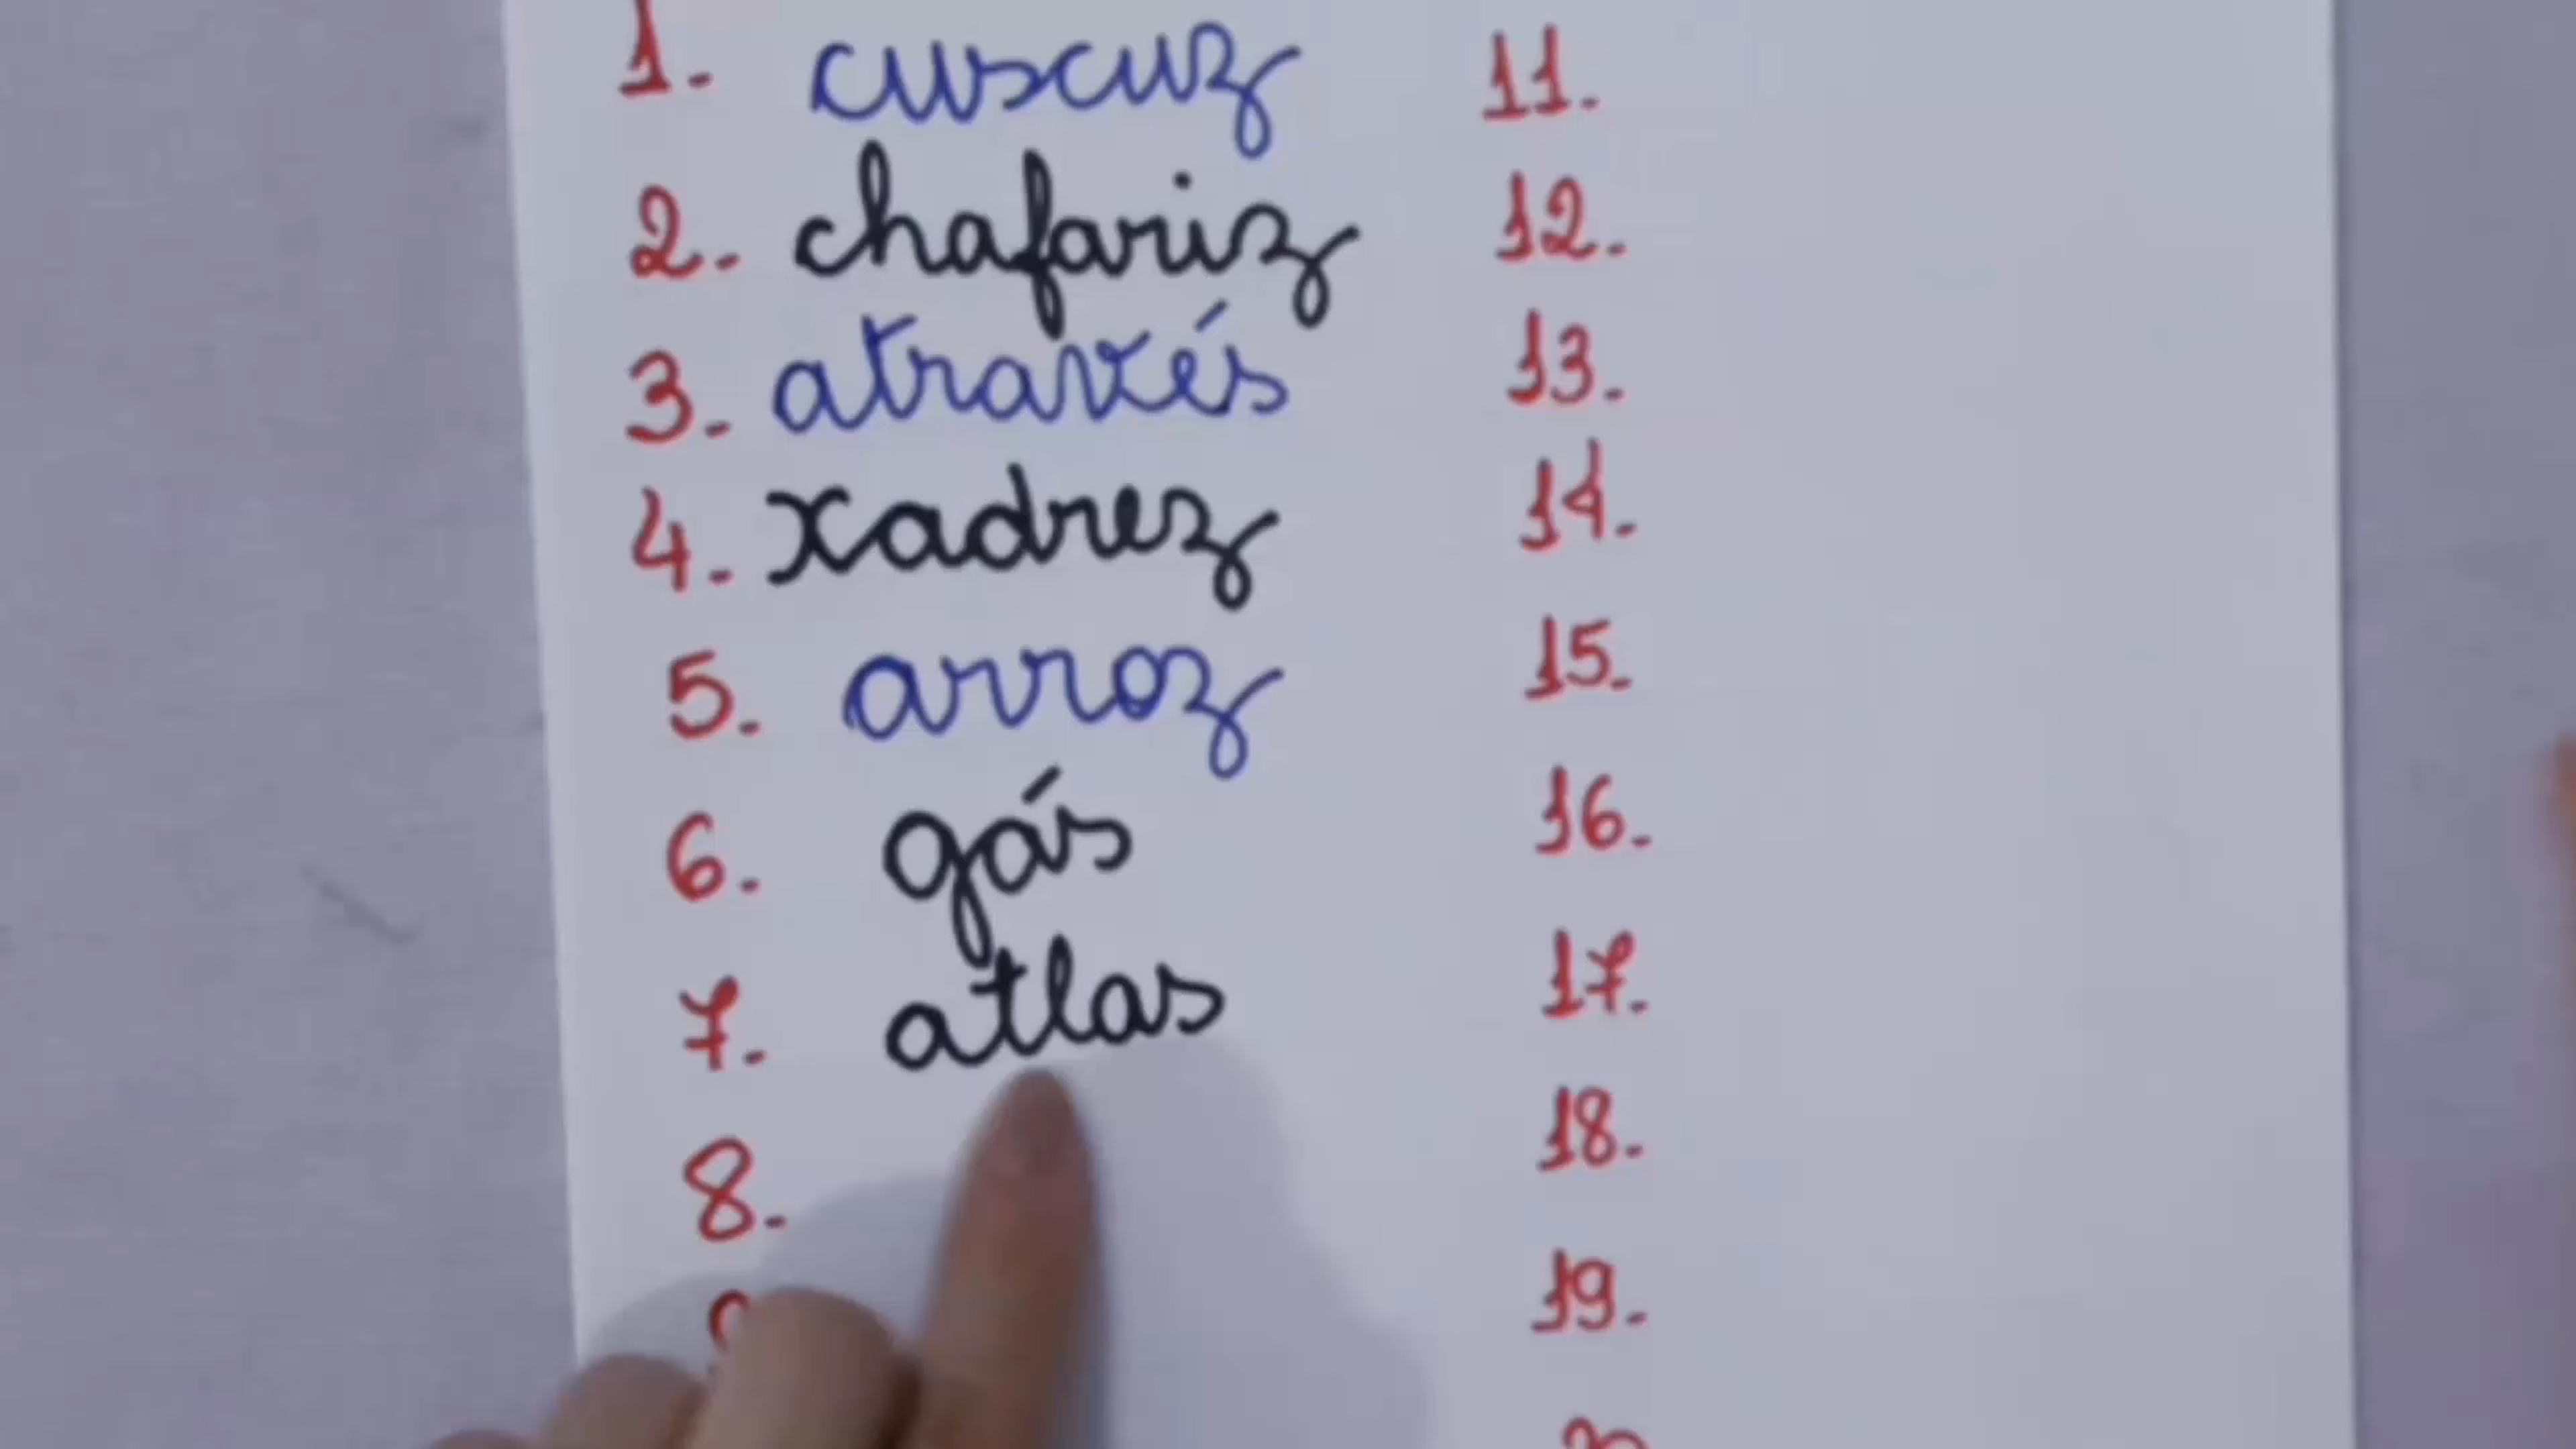 1. cuscuz
2. chafariz
3. através
4. xadrez
5. arroz
6. gás
7. atlas
8.
11.
12.
13.
14.
15.
16.
17.
18.
19.